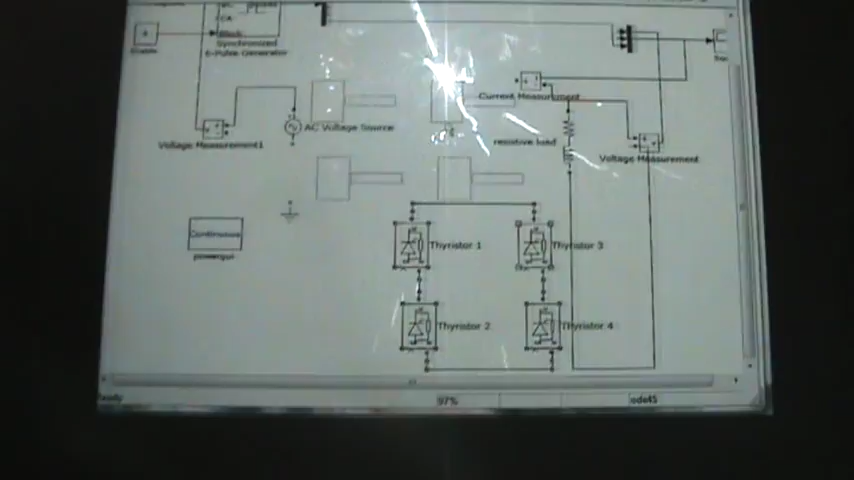 Synchronized
6-Pulse Generator
Enable
Current Measurement
AC Voltage Source
Voltage Measurement1
resistive load
Voltage Measurement
Continuous
powergui
Thyristor 1
Thyristor 3
Thyristor 2
Thyristor 4
97%
ode45